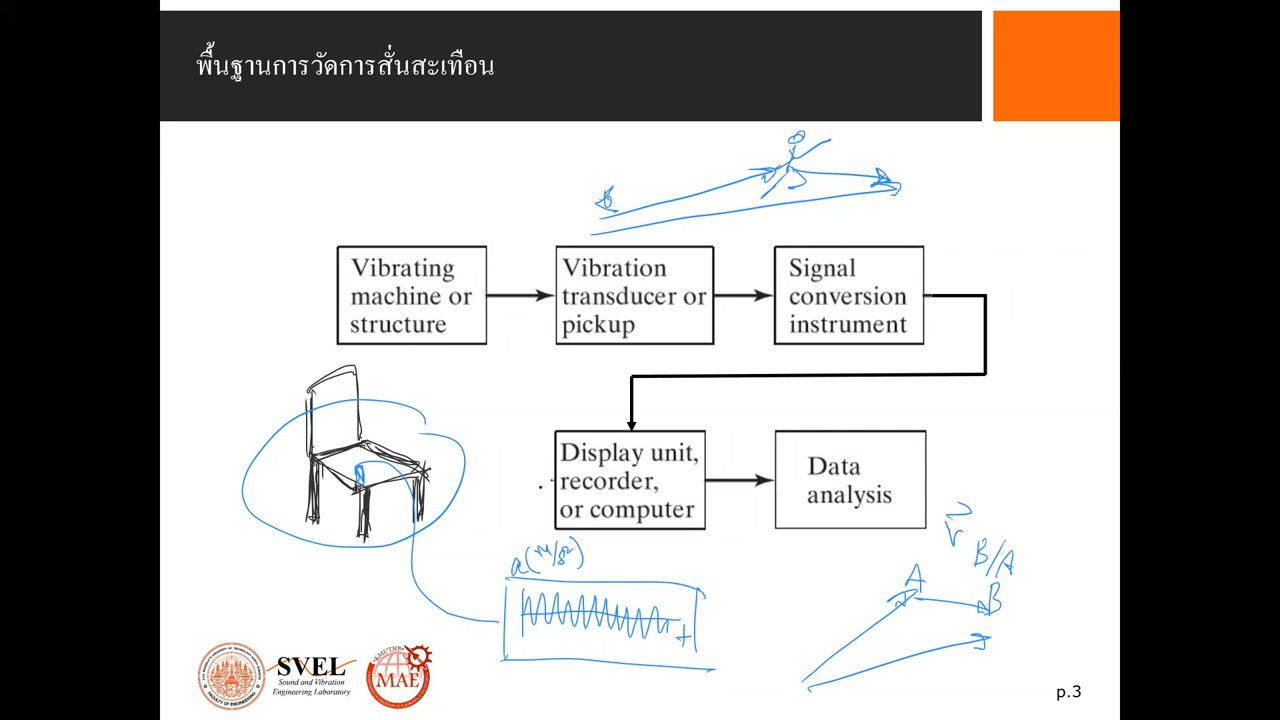 พื้นฐานการวัดการสั่นสะเทือน
Vibrating
machine or
structure
Vibration
transducer or
pickup
Signal
conversion
instrument
Display unit,
recorder,
or computer
Data
analysis
a(m/s²)
t
r
B/A
A
B
SVEL
Sound and Vibration
Engineering Laboratory
KMUTNB
MAE
p.3